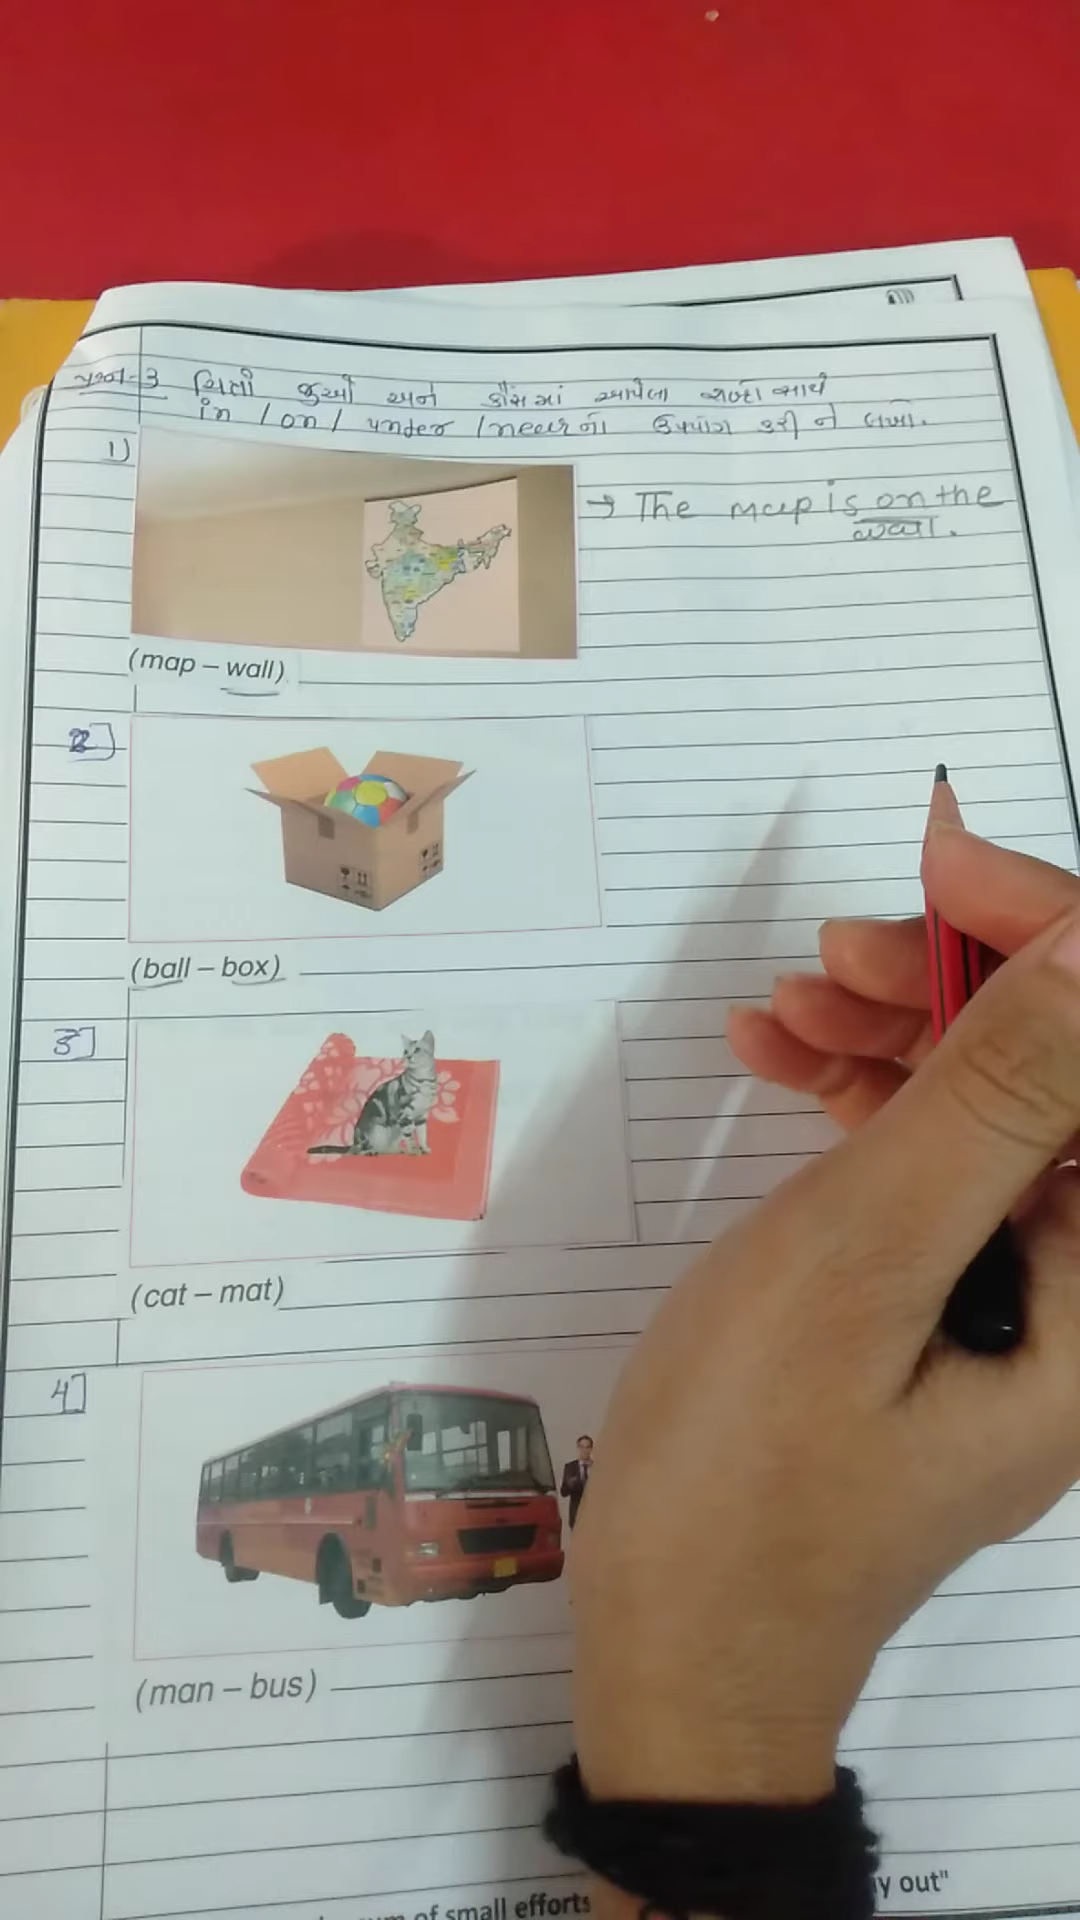 પ્રશ્ન-૩ ચિત્રો જુઓ અને કૌંસમાં આપેલા શબ્દો સાથે
in / on / under / near નો ઉપયોગ કરી ને લખો.
1)
→ The map is on the
wall.
(map – wall)
2]
(ball – box)
3]
(cat – mat)
4]
(man – bus)
of small efforts
out"